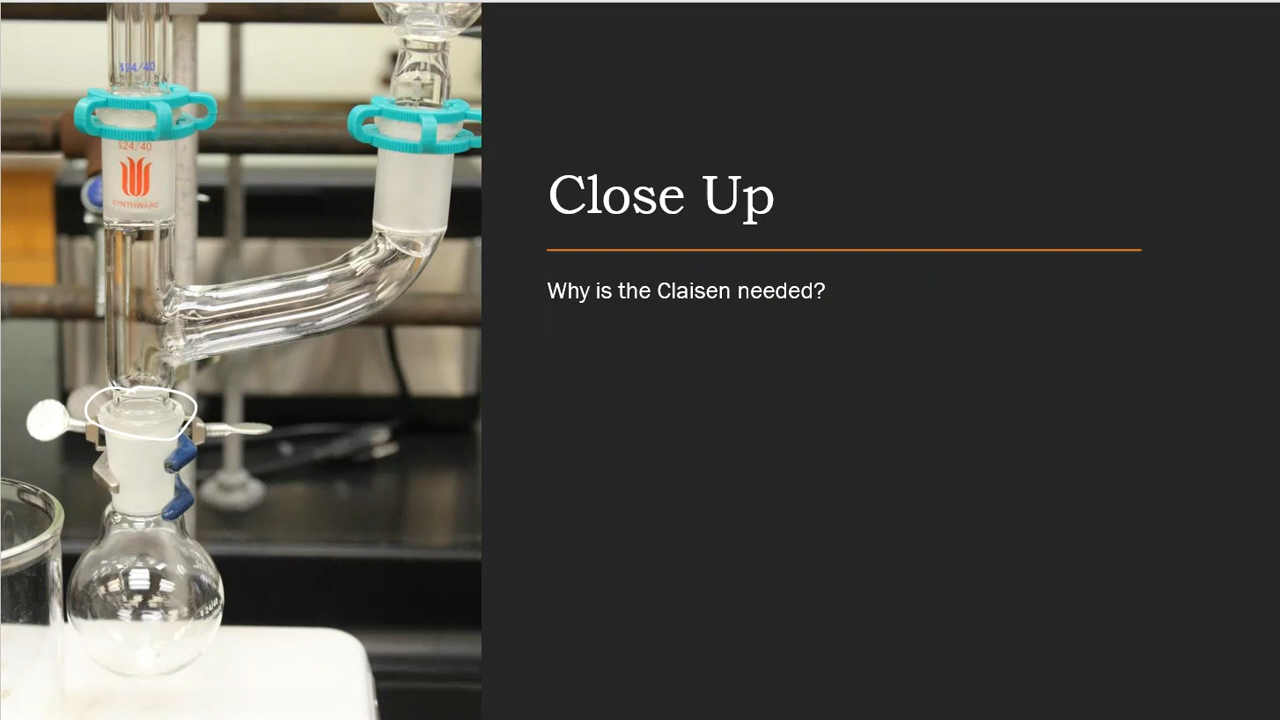 Close Up
Why is the Claisen needed?
24/40
24/40
SYNTHWARE